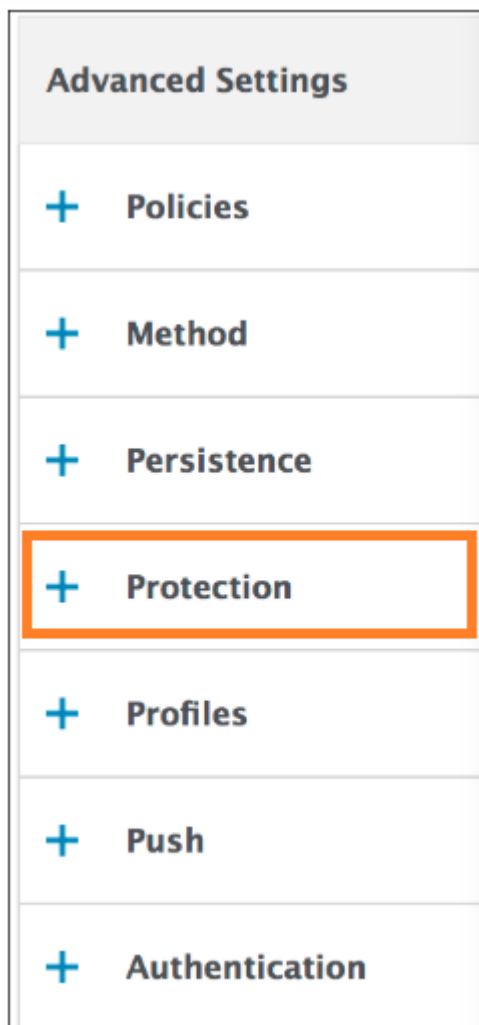 Advanced Settings
+ Policies
+ Method
+ Persistence
+ Protection
+ Profiles
+ Push
+ Authentication